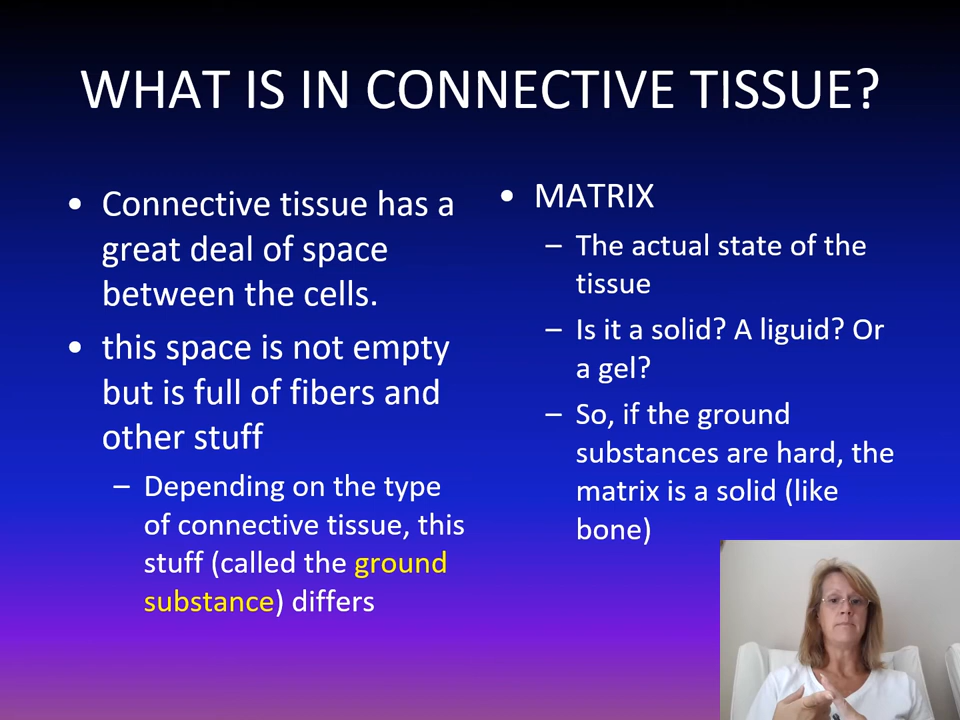 WHAT IS IN CONNECTIVE TISSUE?
• Connective tissue has a
great deal of space
between the cells.
• this space is not empty
but is full of fibers and
other stuff
– Depending on the type
of connective tissue, this
stuff (called the ground
substance) differs
• MATRIX
– The actual state of the
tissue
– Is it a solid? A liguid? Or
a gel?
– So, if the ground
substances are hard, the
matrix is a solid (like
bone)